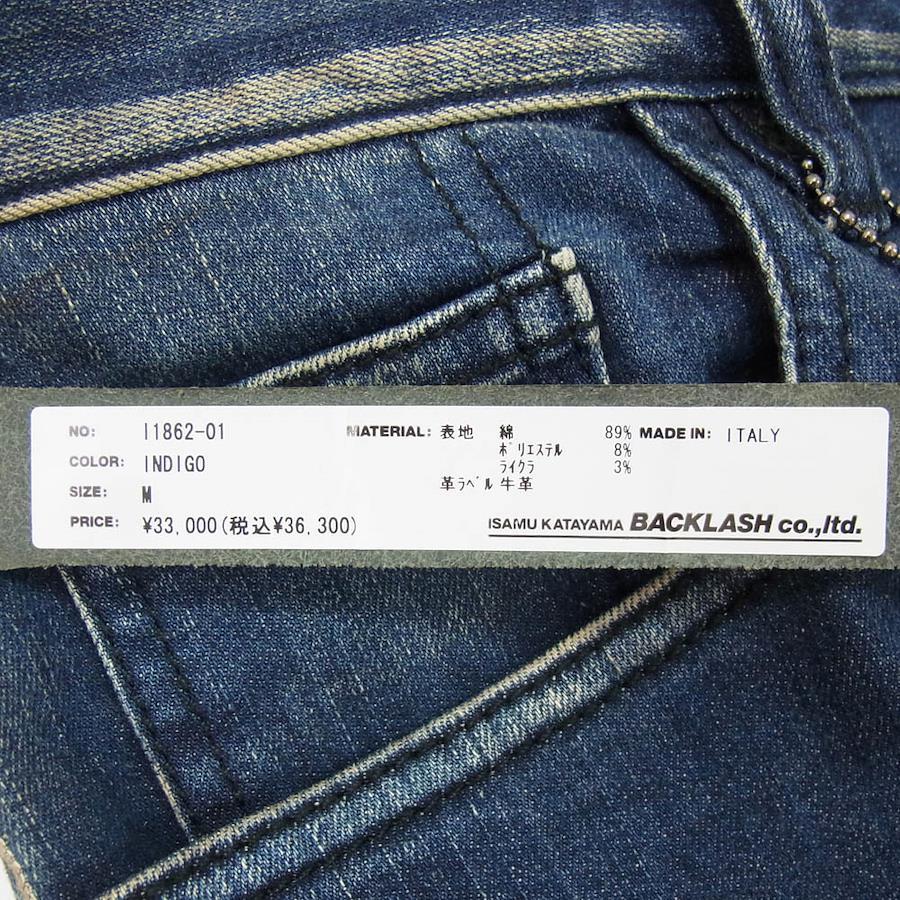 NO: I1862-01
COLOR: INDIGO
SIZE: M
PRICE: ¥33,000(税込¥36,300)
MATERIAL: 表地 綿 89%
ﾎﾟﾘｴｽﾃﾙ 8%
ﾗｲｸﾗ 3%
革ﾗﾍﾞﾙ 牛革
MADE IN: ITALY
ISAMU KATAYAMA BACKLASH co.,ltd.